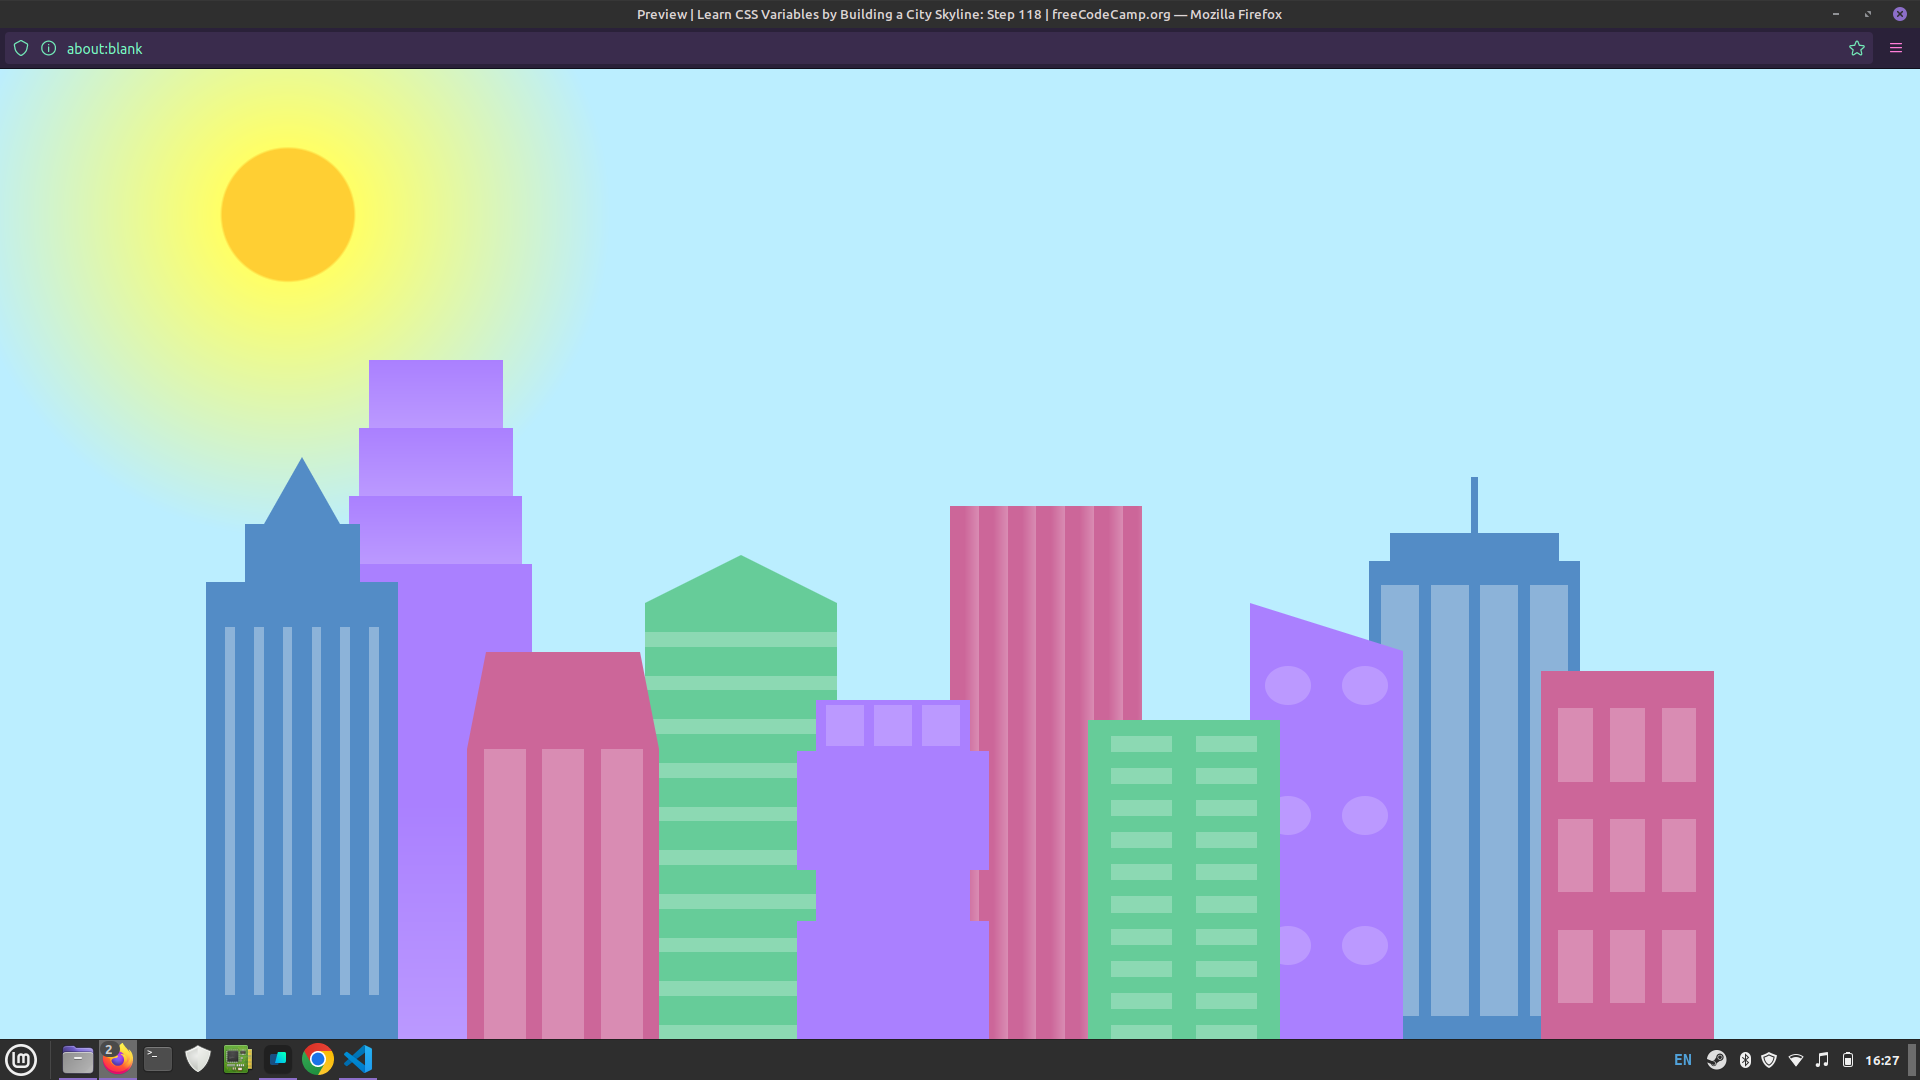 Preview | Learn CSS Variables by Building a City Skyline: Step 118 | freeCodeCamp.org — Mozilla Firefox
about:blank
2
>_
EN
16:27